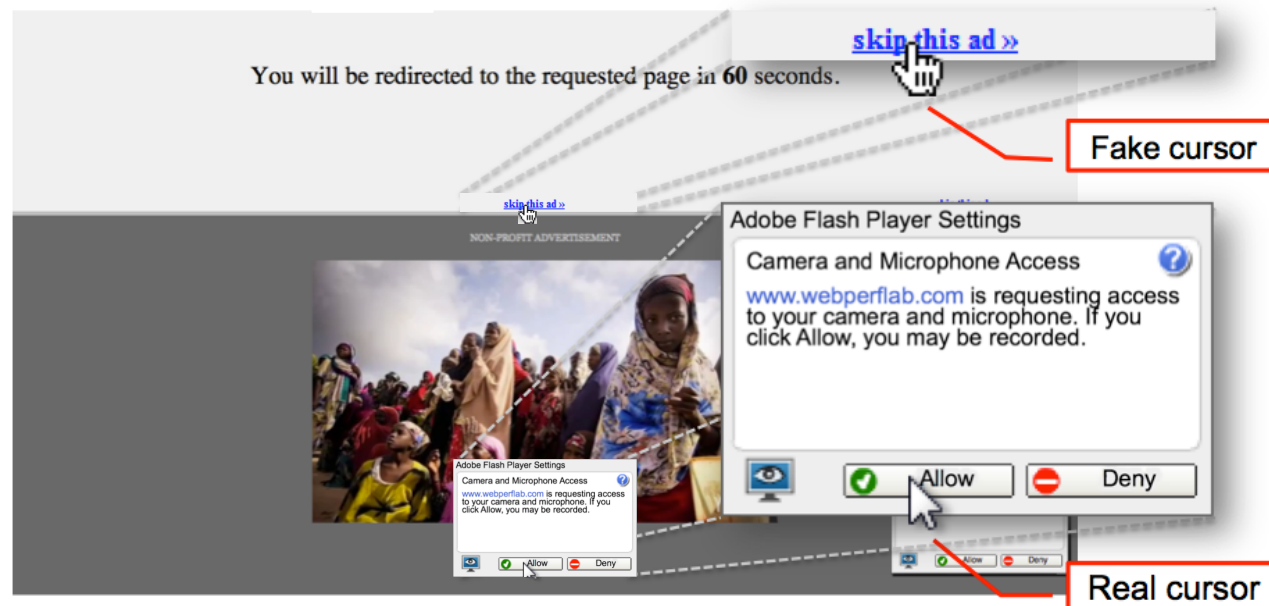 skip this ad »
You will be redirected to the requested page in 60 seconds.
Fake cursor
skip this ad »
NON-PROFIT ADVERTISEMENT
Adobe Flash Player Settings
Camera and Microphone Access
www.webperflab.com is requesting access
to your camera and microphone. If you
click Allow, you may be recorded.
Allow
Deny
Adobe Flash Player Settings
Camera and Microphone Access
www.webperflab.com is requesting access
to your camera and microphone. If you
click Allow, you may be recorded.
Allow
Deny
Allow
Deny
Real cursor